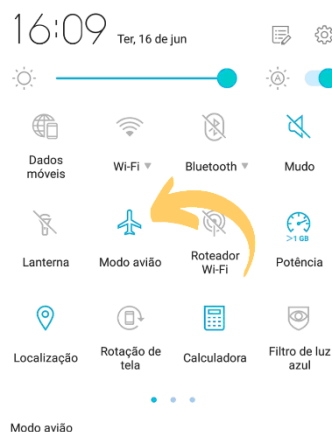 16:09 Ter, 16 de jun
Dados
móveis
Wi-Fi
Bluetooth
Mudo
Lanterna
Modo avião
Roteador
Wi-Fi
>1 GB
Potência
Localização
Rotação de
tela
Calculadora
Filtro de luz
azul
Modo avião